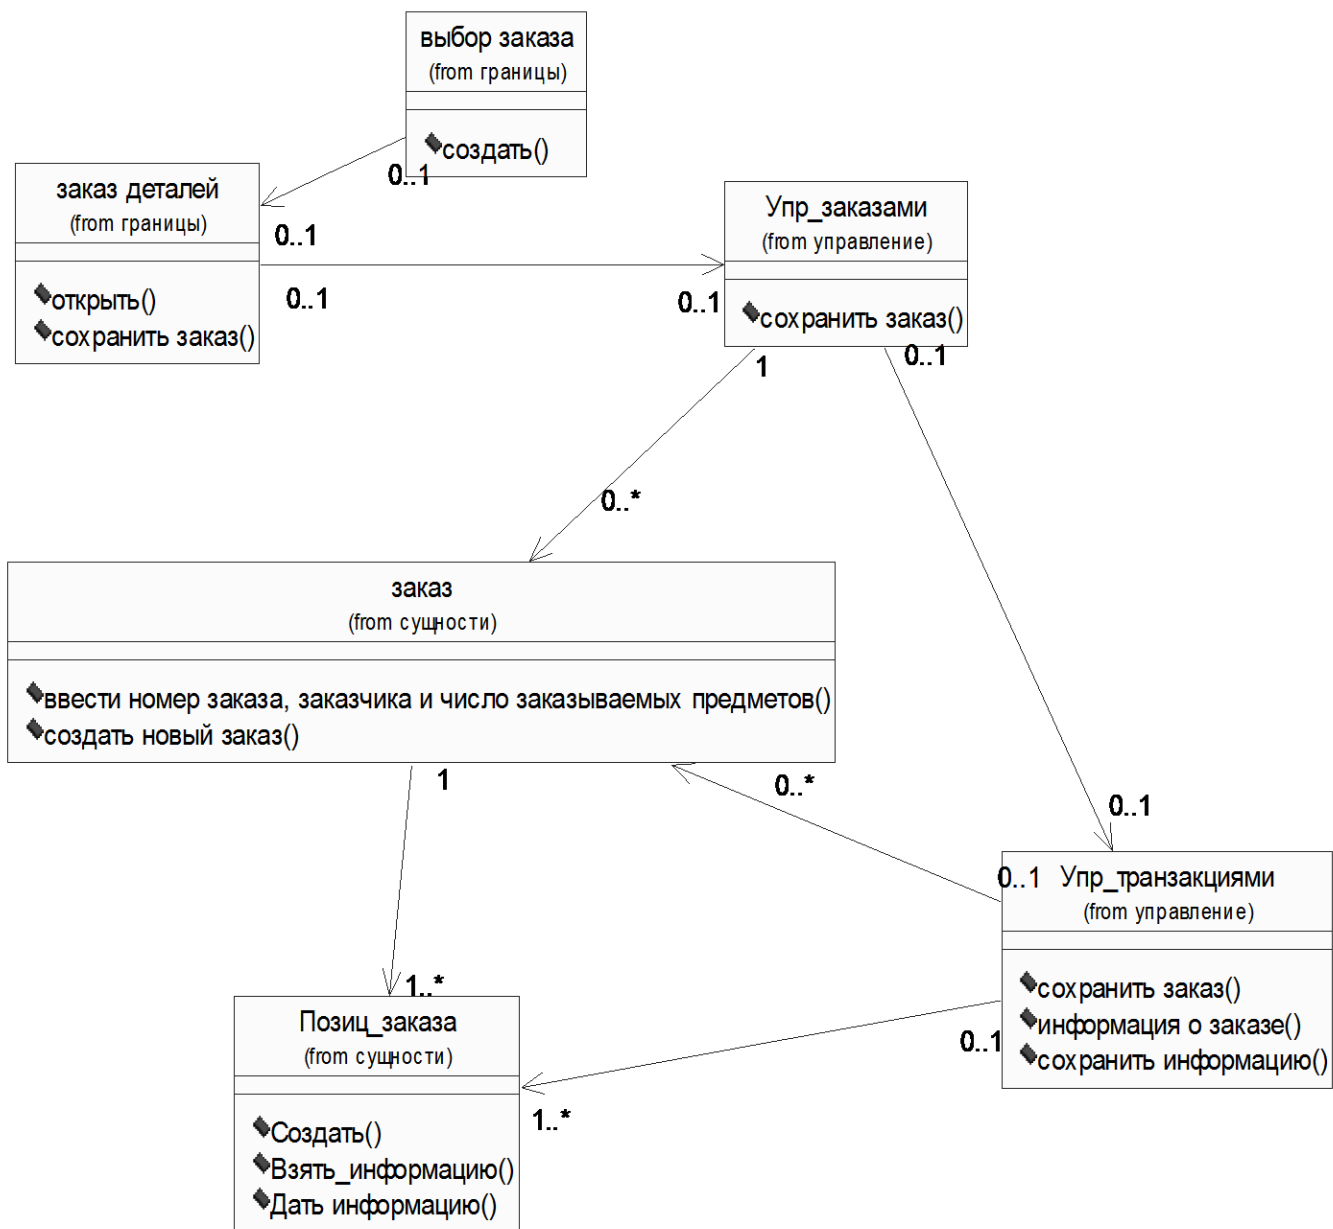 выбор заказа
(from границы)
создать()
0..1
заказ деталей
(from границы)
0..1
открыть()
сохранить заказ()
0..1
0..1
Упр_заказами
(from управление)
сохранить заказ()
1
0..1
0..*
заказ
(from сущности)
ввести номер заказа, заказчика и число заказываемых предметов()
создать новый заказ()
1
0..*
0..1
0..1
Упр_транзакциями
(from управление)
сохранить заказ()
информация о заказе()
сохранить информацию()
0..1
1..*
1..*
Позиц_заказа
(from сущности)
Создать()
Взять_информацию()
Дать информацию()